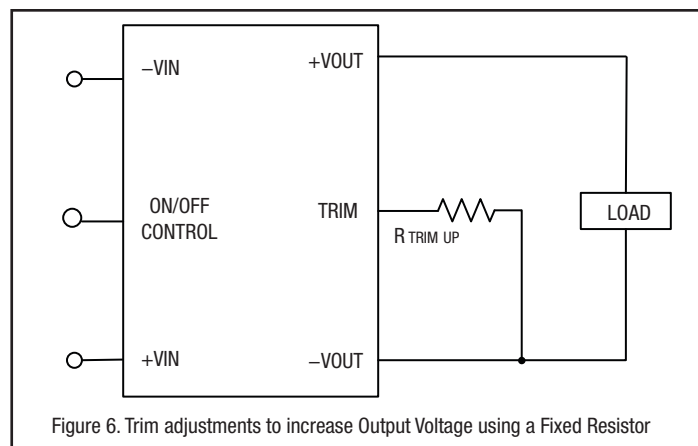 −VIN
+VOUT
ON/OFF
CONTROL
TRIM
R TRIM UP
LOAD
+VIN
−VOUT
Figure 6. Trim adjustments to increase Output Voltage using a Fixed Resistor